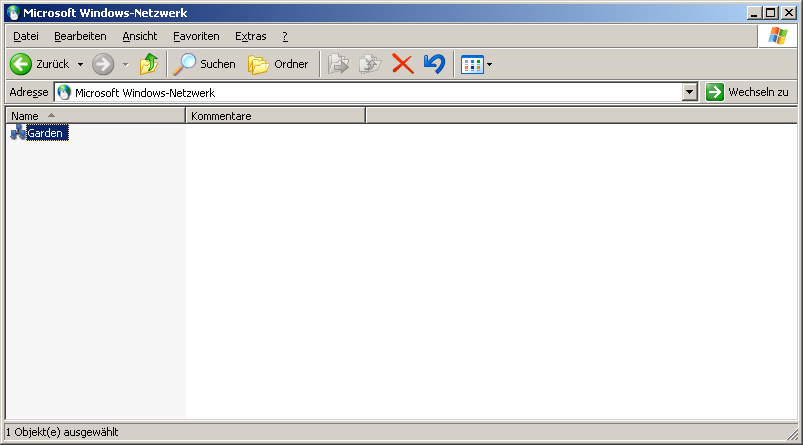 Microsoft Windows-Netzwerk
Datei Bearbeiten Ansicht Favoriten Extras ?
Zurück Suchen Ordner
Adresse Microsoft Windows-Netzwerk Wechseln zu
Name Kommentare
Garden
1 Objekt(e) ausgewählt